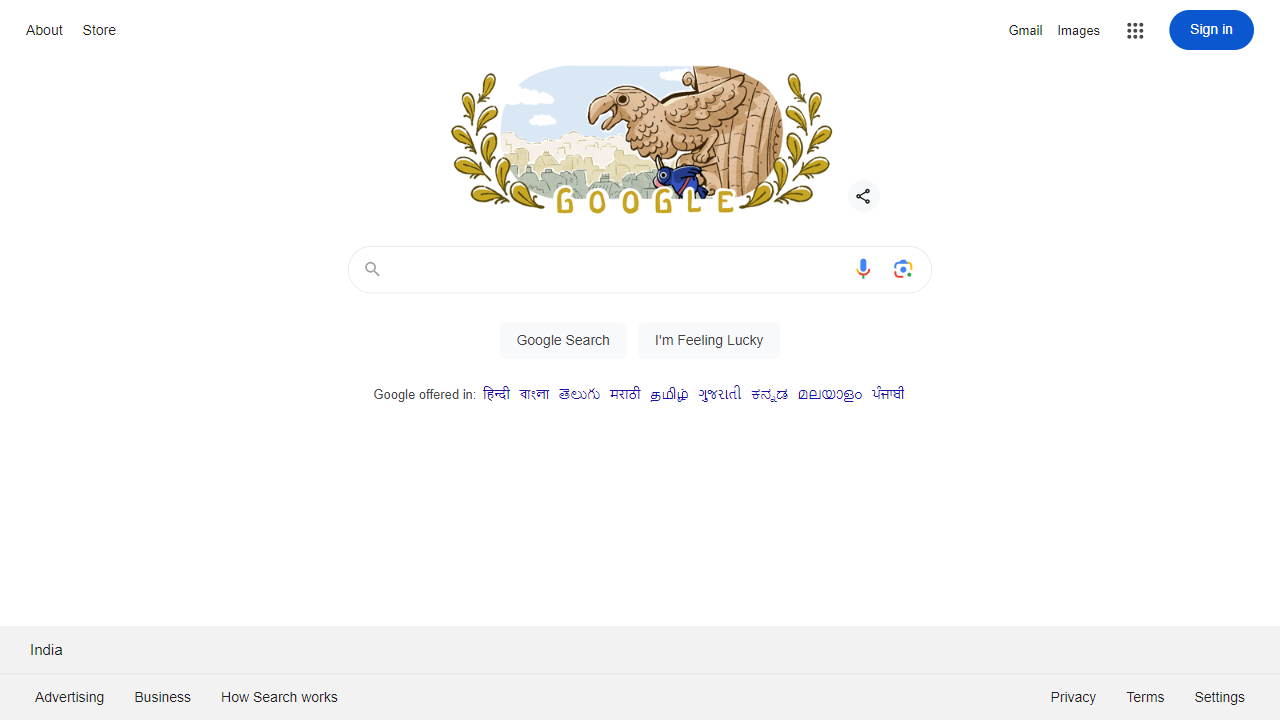 About Store Gmail Images Sign in
GOOGLE
Google Search I'm Feeling Lucky
Google offered in: हिन्दी বাংলা తెలుగు मराठी தமிழ் ગુજરાતી ಕನ್ನಡ മലയാളം ਪੰਜਾਬੀ
India
Advertising Business How Search works Privacy Terms Settings